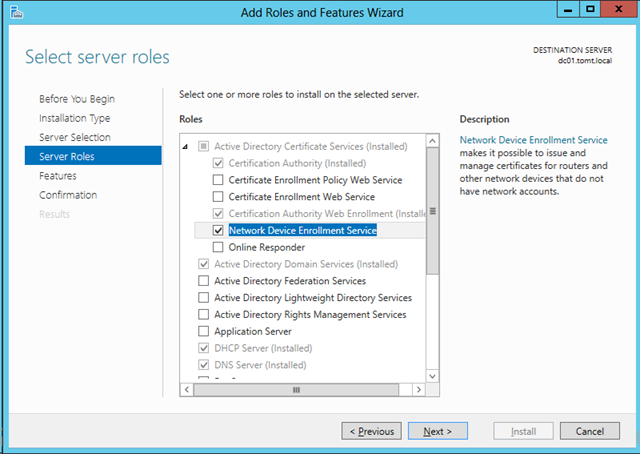 Add Roles and Features Wizard
Select server roles
DESTINATION SERVER
dc01.tomt.local
Before You Begin
Installation Type
Server Selection
Server Roles
Features
Confirmation
Results
Select one or more roles to install on the selected server.
Roles
Active Directory Certificate Services (Installed)
Certification Authority (Installed)
Certificate Enrollment Policy Web Service
Certificate Enrollment Web Service
Certification Authority Web Enrollment (Installe
Network Device Enrollment Service
Online Responder
Active Directory Domain Services (Installed)
Active Directory Federation Services
Active Directory Lightweight Directory Services
Active Directory Rights Management Services
Application Server
DHCP Server (Installed)
DNS Server (Installed)
Description
Network Device Enrollment Service
makes it possible to issue and
manage certificates for routers and
other network devices that do not
have network accounts.
< Previous
Next >
Install
Cancel